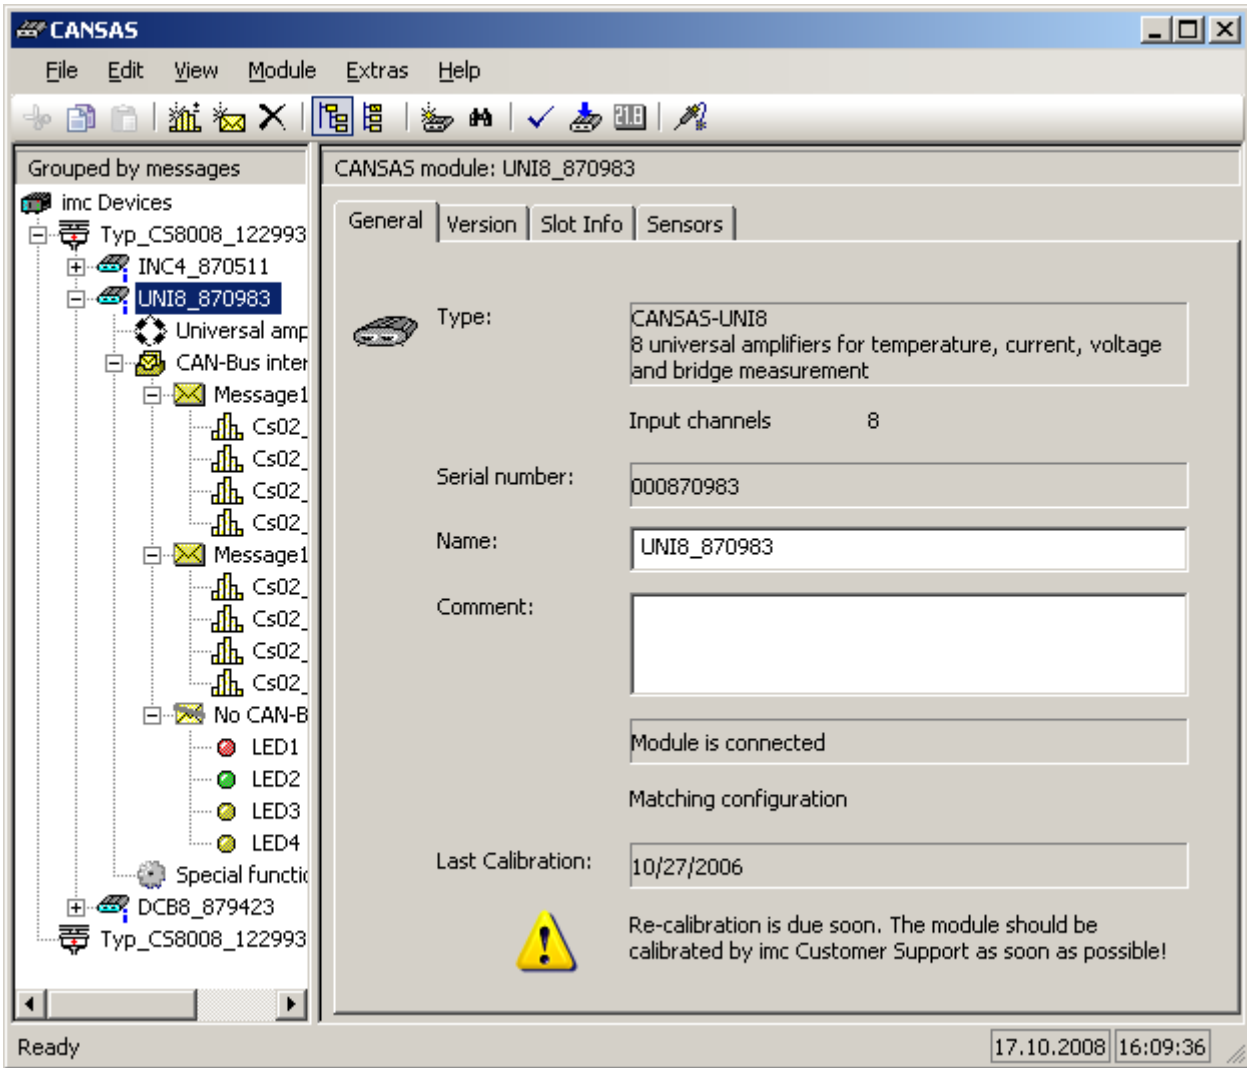 CANSAS
File Edit View Module Extras Help
21.8
Grouped by messages
imc Devices
Typ_CS8008_122993
INC4_870511
UNI8_870983
Universal amp
CAN-Bus inter
Message1
Cs02_
Cs02_
Cs02_
Cs02_
Message1
Cs02_
Cs02_
Cs02_
Cs02_
No CAN-B
LED1
LED2
LED3
LED4
Special functio
DCB8_879423
Typ_CS8008_122993
CANSAS module: UNI8_870983
General Version Slot Info Sensors
Type:
CANSAS-UNI8
8 universal amplifiers for temperature, current, voltage
and bridge measurement
Input channels 8
Serial number: 000870983
Name: UNI8_870983
Comment:
Module is connected
Matching configuration
Last Calibration: 10/27/2006
Re-calibration is due soon. The module should be
calibrated by imc Customer Support as soon as possible!
Ready 17.10.2008 16:09:36